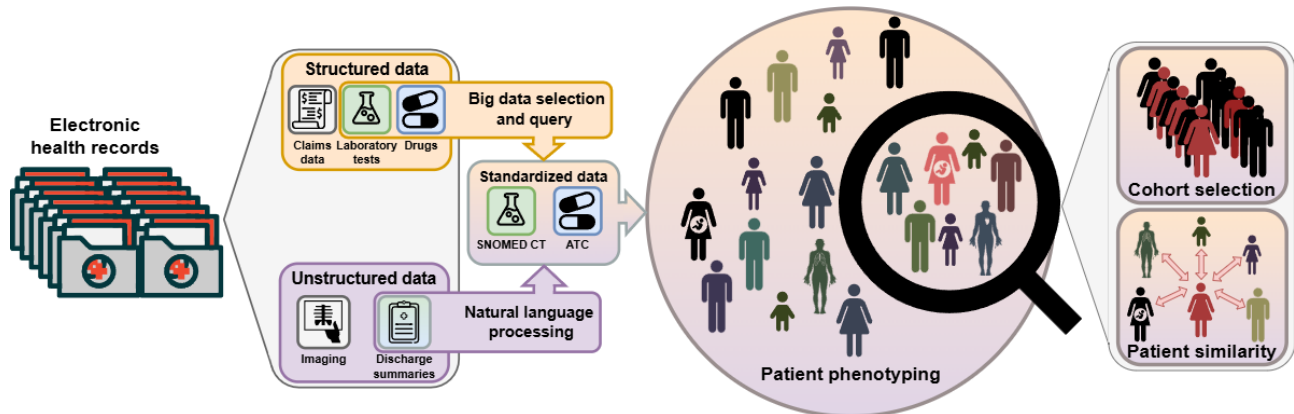 Electronic
health records
Structured data
Claims
data
Laboratory
tests
Drugs
Big data selection
and query
Standardized data
SNOMED CT
ATC
Unstructured data
Imaging
Discharge
summaries
Natural language
processing
Patient phenotyping
Cohort selection
Patient similarity